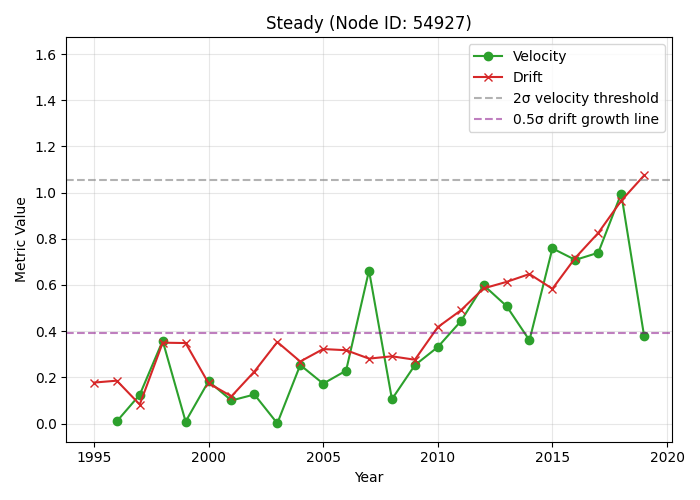 Steady (Node ID: 54927)
Velocity
Drift
2σ velocity threshold
0.5σ drift growth line
Metric Value
1.6
1.4
1.2
1.0
0.8
0.6
0.4
0.2
0.0
1995 2000 2005 2010 2015 2020
Year